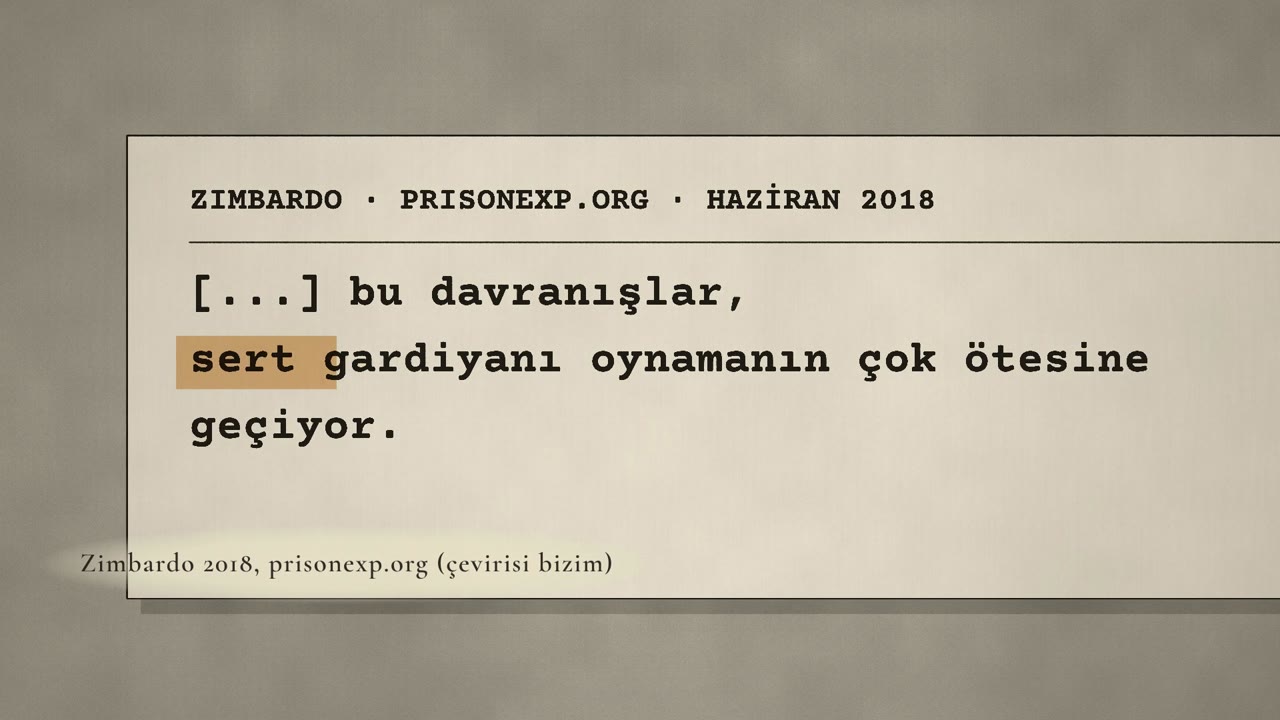 ZIMBARDO · PRISONEXP.ORG · HAZİRAN 2018
[...] bu davranışlar,
sert gardiyanı oynamanın çok ötesine
geçiyor.
Zimbardo 2018, prisonexp.org (çevirisi bizim)